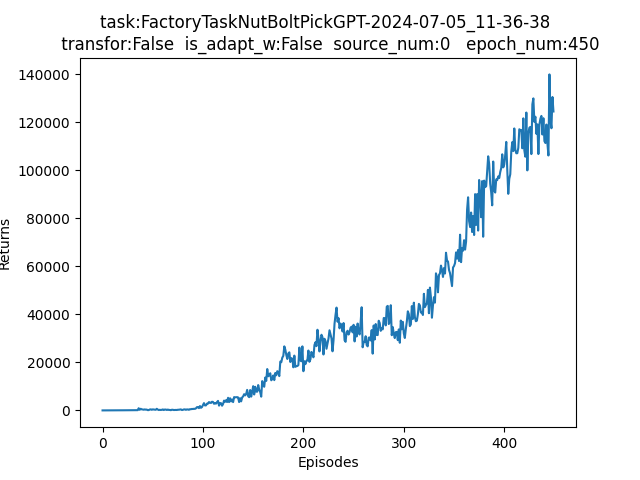 task:FactoryTaskNutBoltPickGPT-2024-07-05_11-36-38
transfor:False is_adapt_w:False source_num:0 epoch_num:450
140000
120000
100000
80000
60000
40000
20000
0
Returns
0 100 200 300 400
Episodes